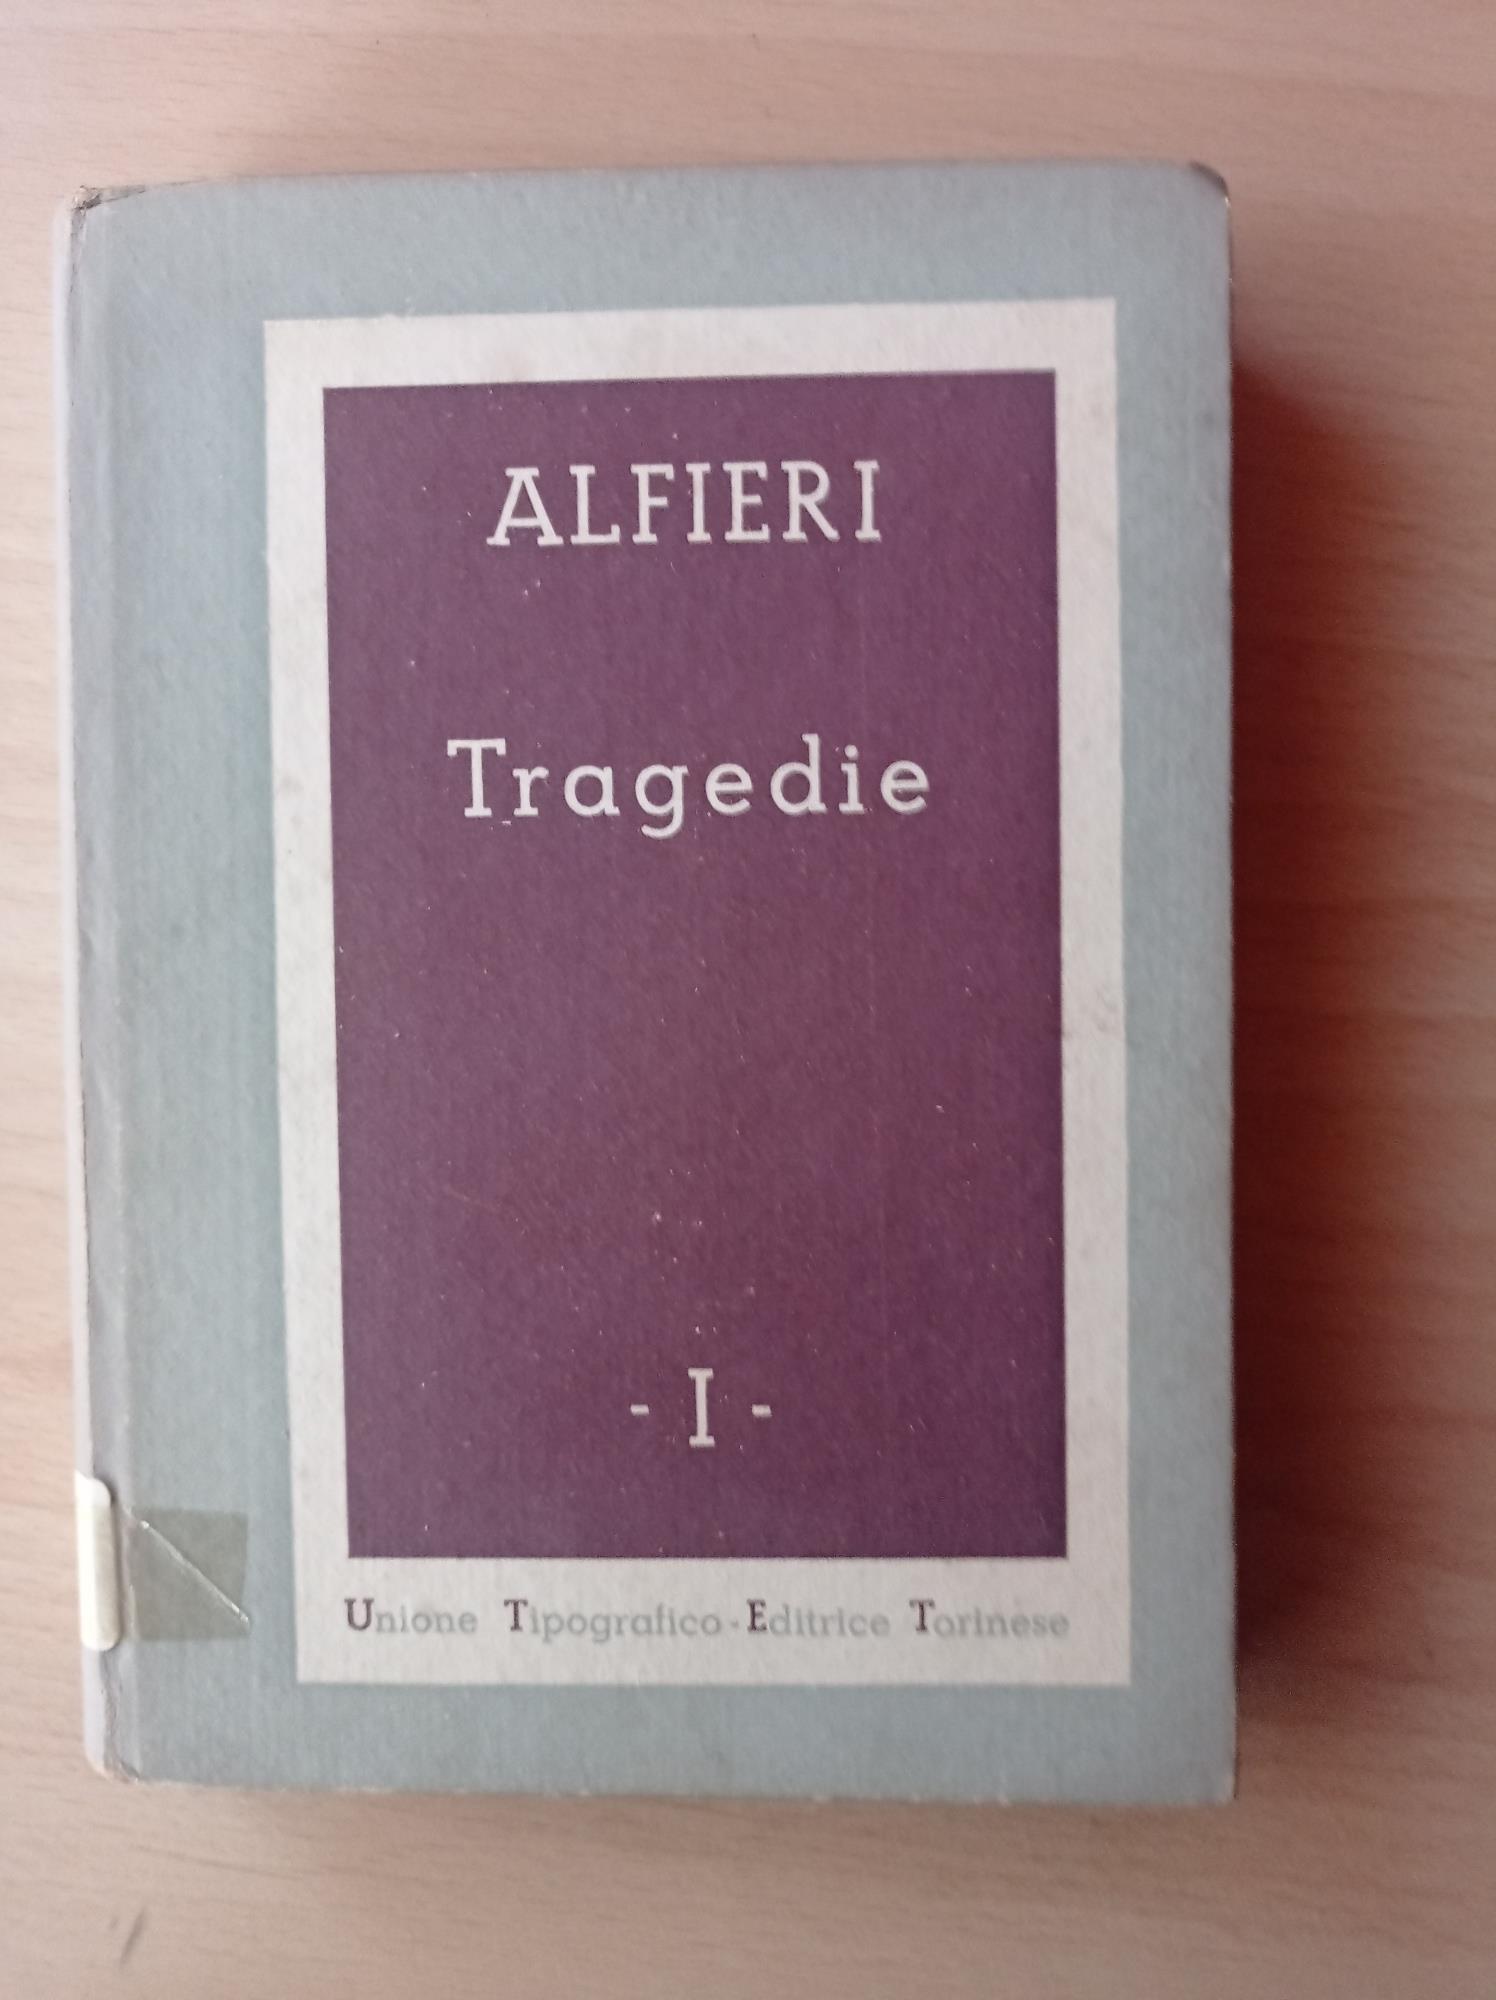 ALFIERI
Tragedie
- I -
Unione Tipografico-Editrice Torinese